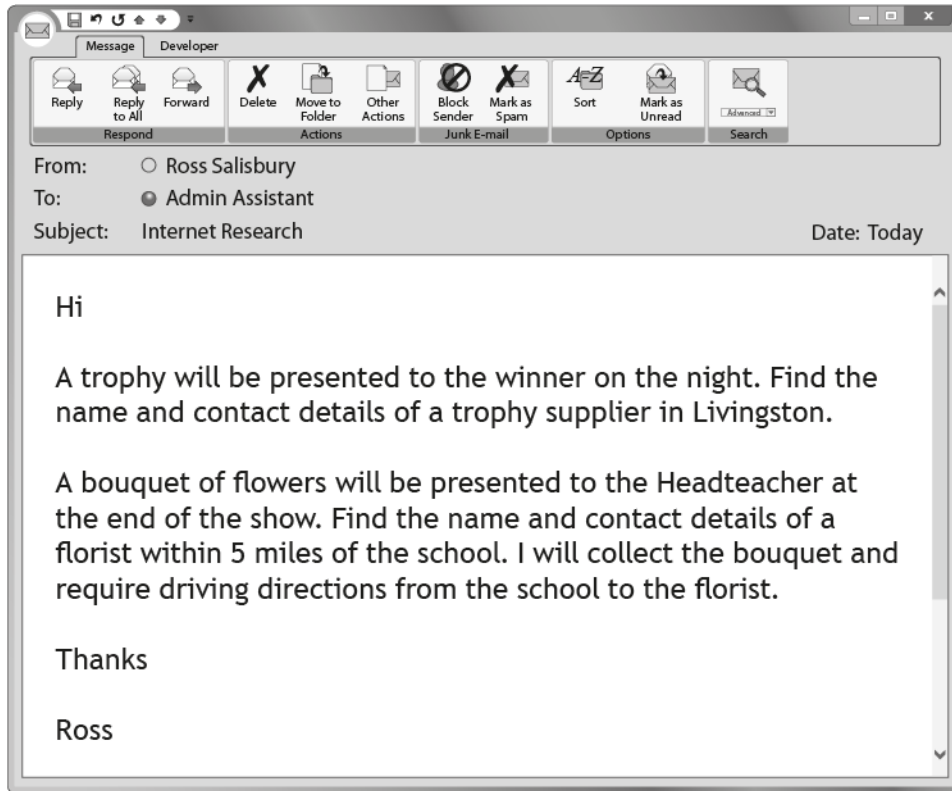 Message Developer
Reply Reply to All Forward Delete Move to Folder Other Actions Block Sender Mark as Spam A=Z Sort Mark as Unread Advanced
Respond Actions Junk E-mail Options Search
From: Ross Salisbury
To: Admin Assistant
Subject: Internet Research Date: Today
Hi
A trophy will be presented to the winner on the night. Find the
name and contact details of a trophy supplier in Livingston.
A bouquet of flowers will be presented to the Headteacher at
the end of the show. Find the name and contact details of a
florist within 5 miles of the school. I will collect the bouquet and
require driving directions from the school to the florist.
Thanks
Ross